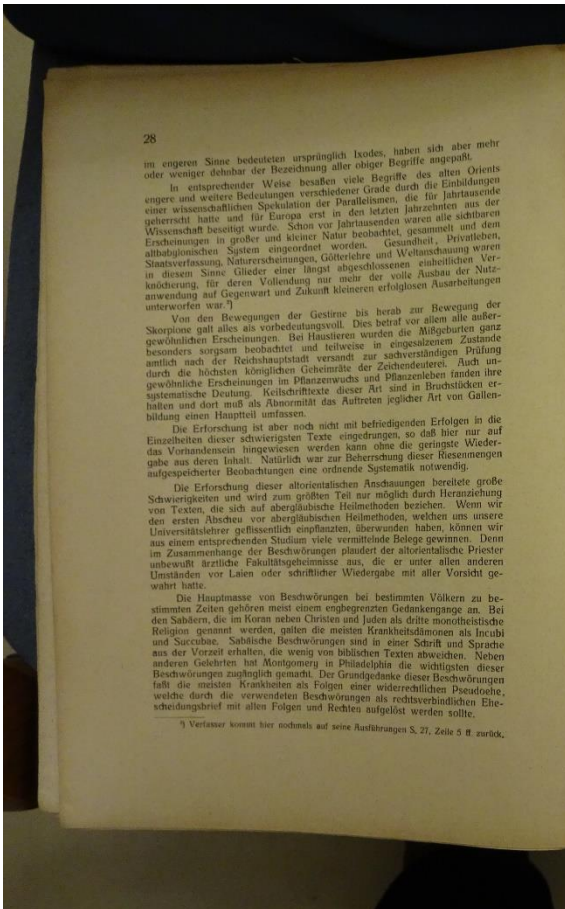 28
im engeren Sinne bedeuteten ursprünglich Ixodes, haben sich aber mehr
oder weniger dehnbar der Bezeichnung aller obiger Begriffe angepaßt.
In entsprechender Weise besaßen viele Begriffe des alten Orients
engere und weitere Bedeutungen verschiedener Grade durch die Einbildungen
einer wissenschaftlichen Spekulation der Parallelismen, die für Jahrtausende
geherrscht hatte und für Europa erst in den letzten Jahrzehnten aus der
Wissenschaft beseitigt wurde. Schon vor Jahrtausenden waren alle sichtbaren
Erscheinungen in großer und kleiner Natur beobachtet, gesammelt und dem
altbabylonischen System eingeordnet worden. Gesundheit, Privatleben,
Staatsverfassung, Naturerscheinungen, Götterlehre und Weltanschauung waren
in diesem Sinne Glieder einer längst abgeschlossenen einheitlichen Ver-
knöcherung, für deren Vollendung nur mehr der volle Ausbau der Nutz-
anwendung auf Gegenwart und Zukunft kleineren erfolglosen Ausarbeitungen
unterworfen war.⁹)
Von den Bewegungen der Gestirne bis herab zur Bewegung der
Skorpione galt alles als vorbedeutungsvoll. Dies betraf vor allem alle außer-
gewöhnlichen Erscheinungen. Bei Haustieren wurden die Mißgeburten ganz
besonders sorgsam beobachtet und teilweise in eingesalzenem Zustande
amtlich nach der Reichshauptstadt versandt zur sachverständigen Prüfung
durch die höchsten königlichen Geheimräte der Zeichendeuterei. Auch un-
gewöhnliche Erscheinungen im Pflanzenwuchs und Pflanzenleben fanden ihre
systematische Deutung. Keilschrifttexte dieser Art sind in Bruchstücken er-
halten und dort muß als Abnormität das Auftreten jeglicher Art von Gallen-
bildung einen Hauptteil umfassen.
Die Erforschung ist aber noch nicht mit befriedigenden Erfolgen in die
Einzelheiten dieser schwierigsten Texte eingedrungen, so daß hier nur auf
das Vorhandensein hingewiesen werden kann ohne die geringste Wieder-
gabe aus deren Inhalt. Natürlich war zur Beherrschung dieser Riesenmengen
aufgespeicherter Beobachtungen eine ordnende Systematik notwendig.
Die Erforschung dieser altorientalischen Anschauungen bereitete große
Schwierigkeiten und wird zum größten Teil nur möglich durch Heranziehung
von Texten, die sich auf abergläubische Heilmethoden beziehen. Wenn wir
den ersten Abscheu vor abergläubischen Heilmethoden, welchen uns unsere
Universitätslehrer geflissentlich einpflanzten, überwunden haben, können wir
aus einem entsprechenden Studium viele vermittelnde Belege gewinnen. Denn
im Zusammenhange der Beschwörungen plaudert der altorientalische Priester
unbewußt ärztliche Fakultätsgeheimnisse aus, die er unter allen anderen
Umständen vor Laien oder schriftlicher Wiedergabe mit aller Vorsicht ge-
wahrt hatte.
Die Hauptmasse von Beschwörungen bei bestimmten Völkern zu be-
stimmten Zeiten gehören meist einem engbegrenzten Gedankengange an. Bei
den Sabäern, die im Koran neben Christen und Juden als dritte monotheistische
Religion genannt werden, galten die meisten Krankheitsdämonen als Incubi
und Succubae. Sabäische Beschwörungen sind in einer Schrift und Sprache
aus der Vorzeit erhalten, die wenig von biblischen Texten abweichen. Neben
anderen Gelehrten hat Montgomery in Philadelphia die wichtigsten dieser
Beschwörungen zugänglich gemacht. Der Grundgedanke dieser Beschwörungen
faßt die meisten Krankheiten als Folgen einer widerrechtlichen Pseudoehe,
welche durch die verwendeten Beschwörungen als rechtsverbindlichen Ehe-
scheidungsbrief mit allen Folgen und Rechten aufgelöst werden sollte.
⁹) Verfasser kommt hier nochmals auf seine Ausführungen S. 27, Zeile 5 ff. zurück.